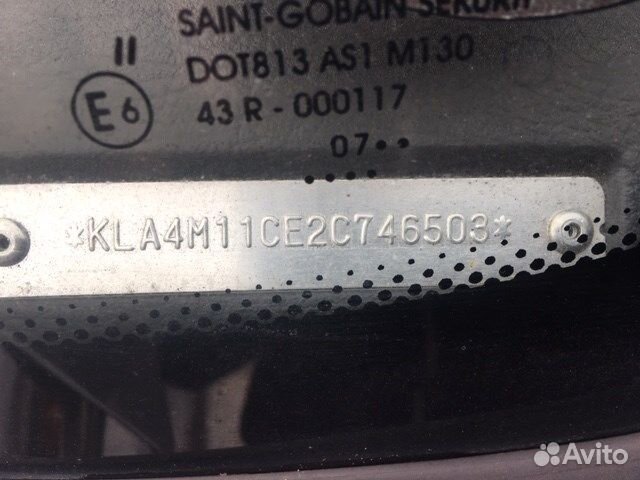 SAINT-GOBAIN SEKURIT
II DOT813 AS1 M130
E6 43 R - 000117
07••
*KLA4M11CE2C746503*
Avito